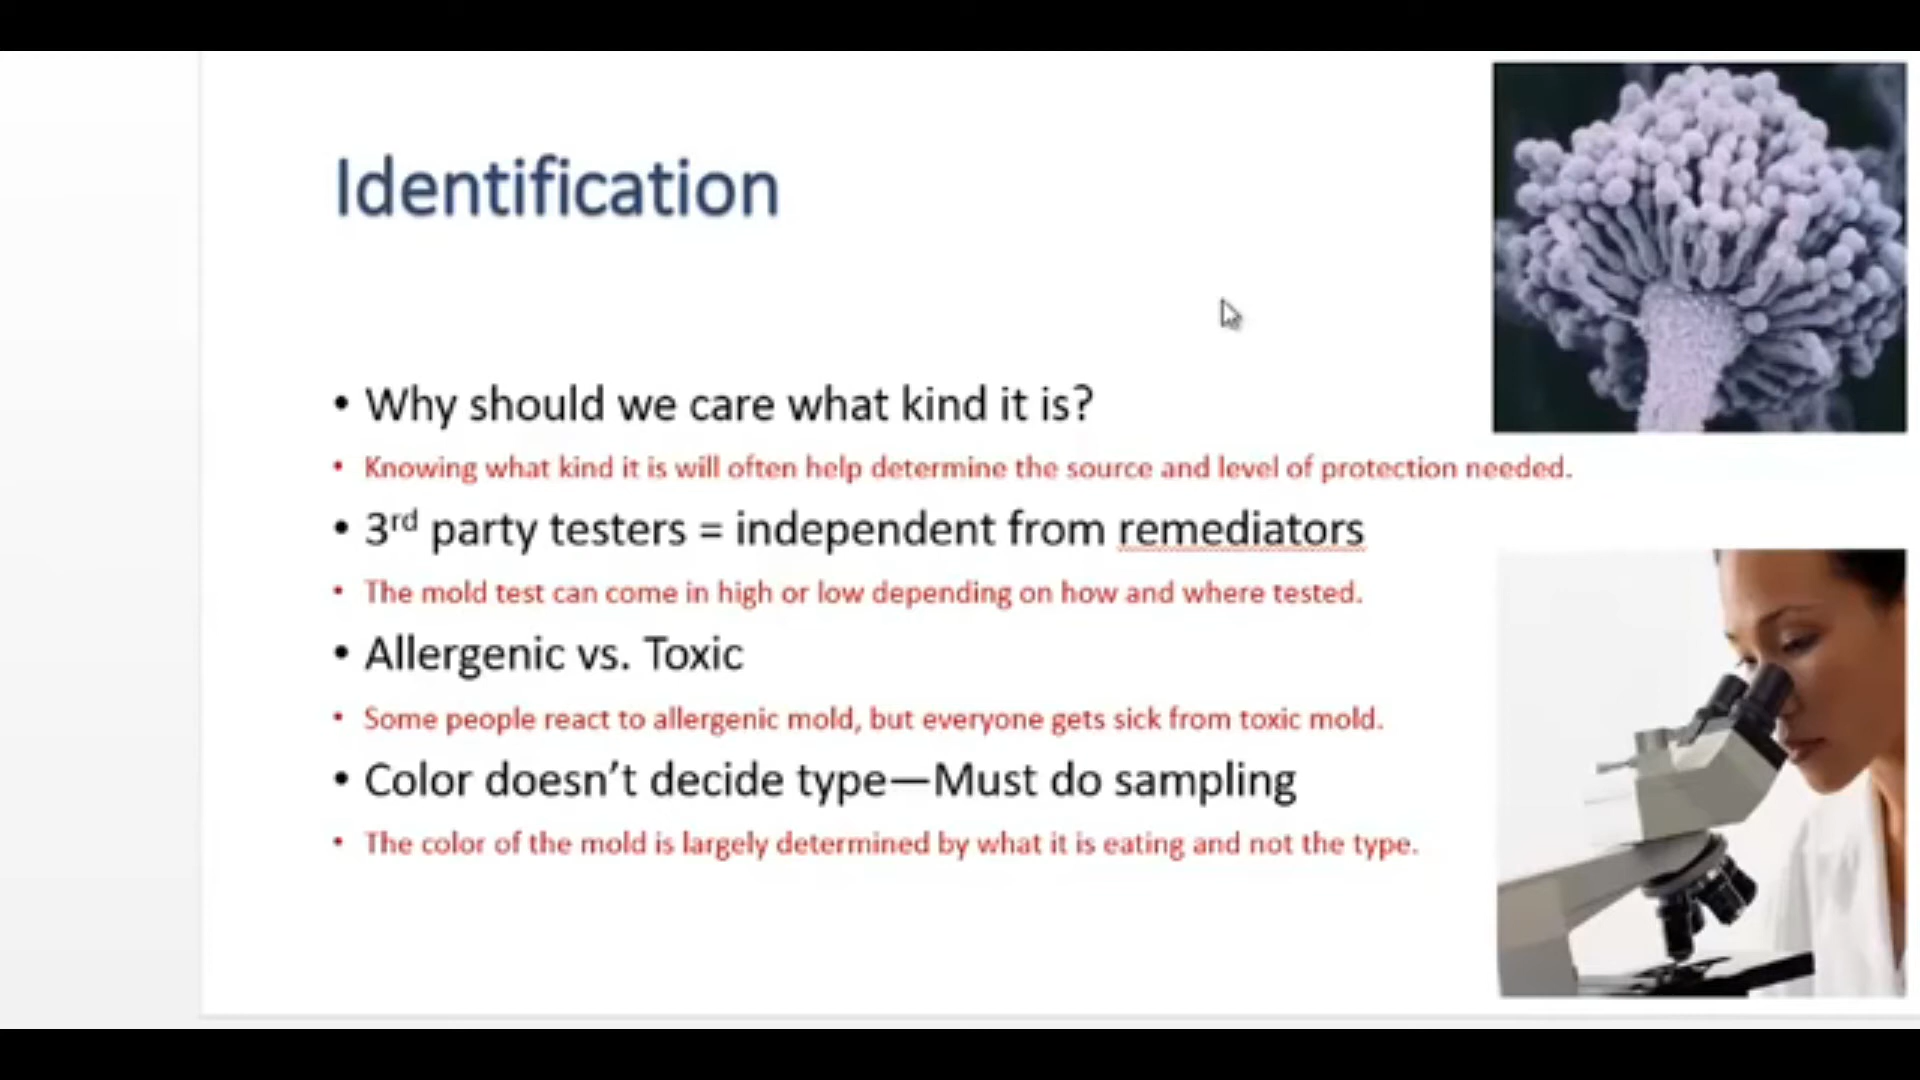 Identification
• Why should we care what kind it is?
• Knowing what kind it is will often help determine the source and level of protection needed.
• 3rd party testers = independent from remediators
• The mold test can come in high or low depending on how and where tested.
• Allergenic vs. Toxic
• Some people react to allergenic mold, but everyone gets sick from toxic mold.
• Color doesn’t decide type—Must do sampling
• The color of the mold is largely determined by what it is eating and not the type.